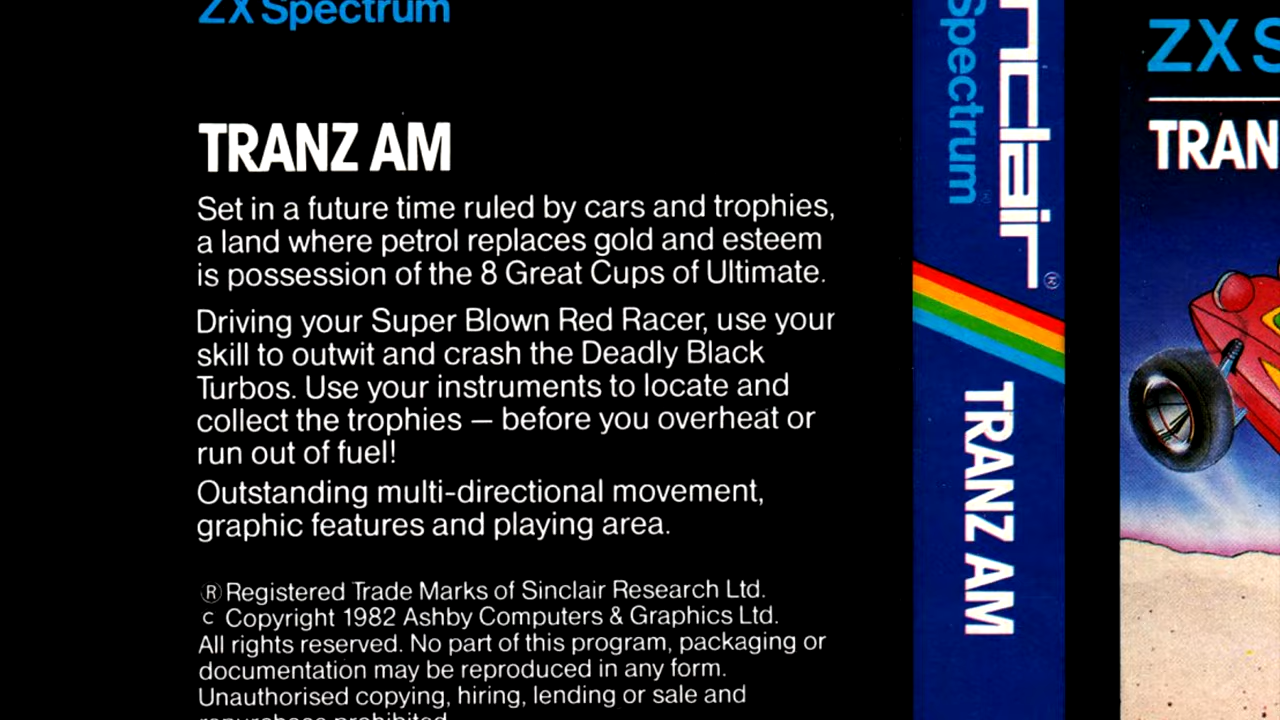 ZX Spectrum
TRANZ AM
Set in a future time ruled by cars and trophies,
a land where petrol replaces gold and esteem
is possession of the 8 Great Cups of Ultimate.
Driving your Super Blown Red Racer, use your
skill to outwit and crash the Deadly Black
Turbos. Use your instruments to locate and
collect the trophies — before you overheat or
run out of fuel!
Outstanding multi-directional movement,
graphic features and playing area.
® Registered Trade Marks of Sinclair Research Ltd.
c Copyright 1982 Ashby Computers & Graphics Ltd.
All rights reserved. No part of this program, packaging or
documentation may be reproduced in any form.
Unauthorised copying, hiring, lending or sale and
repurchase prohibited
nclair®
Spectrum®
TRANZ AM
ZX S
TRAN